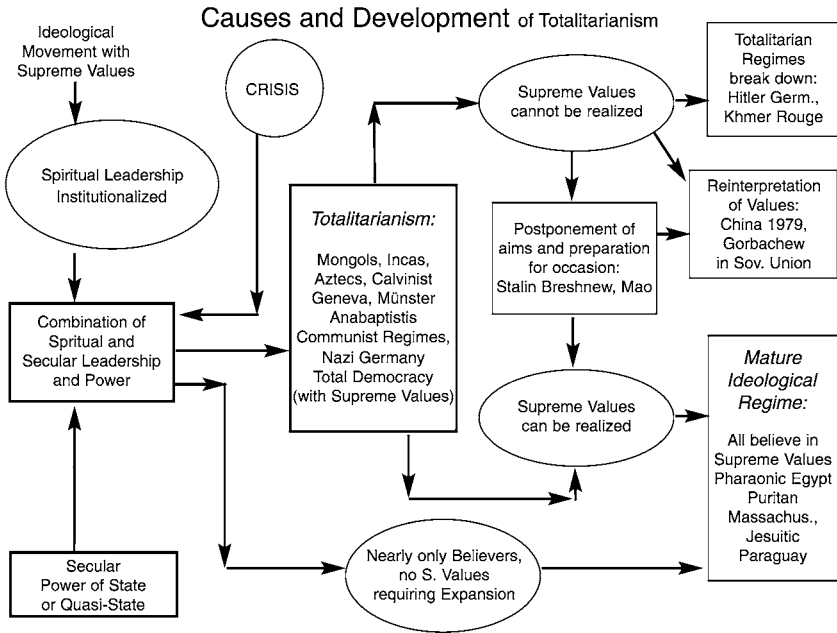 Causes and Development of Totalitarianism
Ideological
Movement with
Supreme Values
CRISIS
Spiritual Leadership
Institutionalized
Combination of
Spritual and
Secular Leadership
and Power
Secular
Power of State
or Quasi-State
Totalitarianism:
Mongols, Incas,
Aztecs, Calvinist
Geneva, Münster
Anabaptistis
Communist Regimes,
Nazi Germany
Total Democracy
(with Supreme Values)
Supreme Values
cannot be realized
Totalitarian
Regimes
break down:
Hitler Germ.,
Khmer Rouge
Postponement of
aims and preparation
for occasion:
Stalin Breshnew, Mao
Reinterpretation
of Values:
China 1979,
Gorbachew
in Sov. Union
Supreme Values
can be realized
Nearly only Believers,
no S. Values
requiring Expansion
Mature
Ideological
Regime:
All believe in
Supreme Values
Pharaonic Egypt
Puritan
Massachus.,
Jesuitic
Paraguay